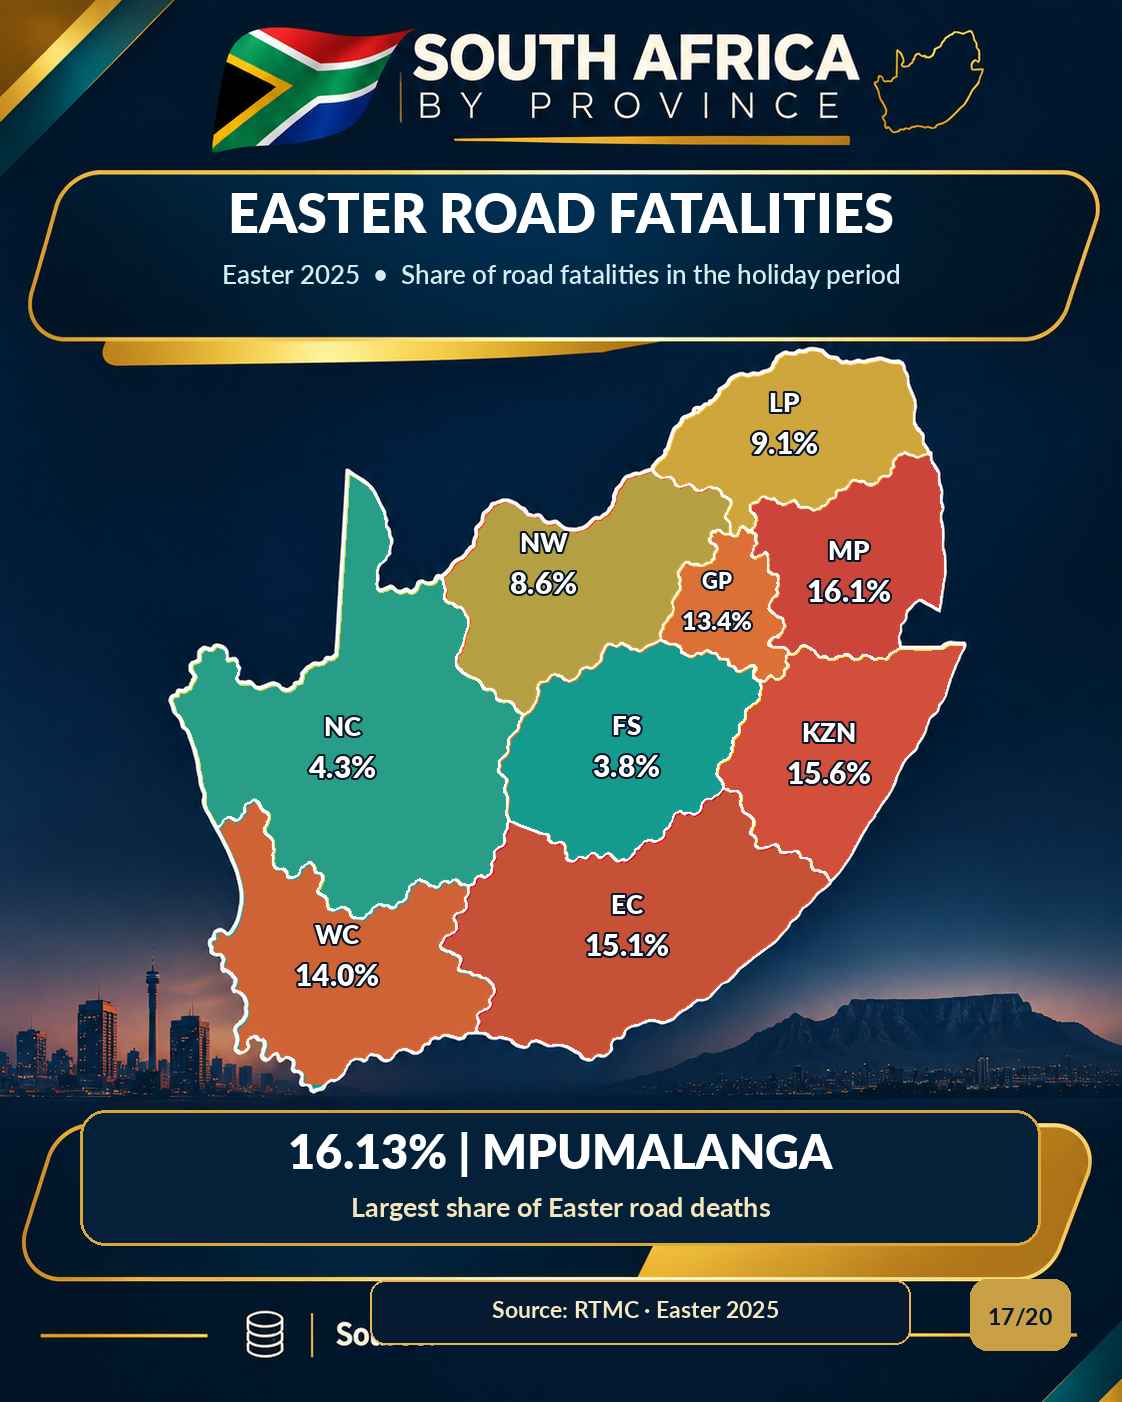 SOUTH AFRICA
BY PROVINCE
EASTER ROAD FATALITIES
Easter 2025 • Share of road fatalities in the holiday period
LP
9.1%
NW
8.6%
MP
16.1%
GP
13.4%
NC
4.3%
FS
3.8%
KZN
15.6%
EC
15.1%
WC
14.0%
16.13% | MPUMALANGA
Largest share of Easter road deaths
Source: RTMC · Easter 2025
17/20